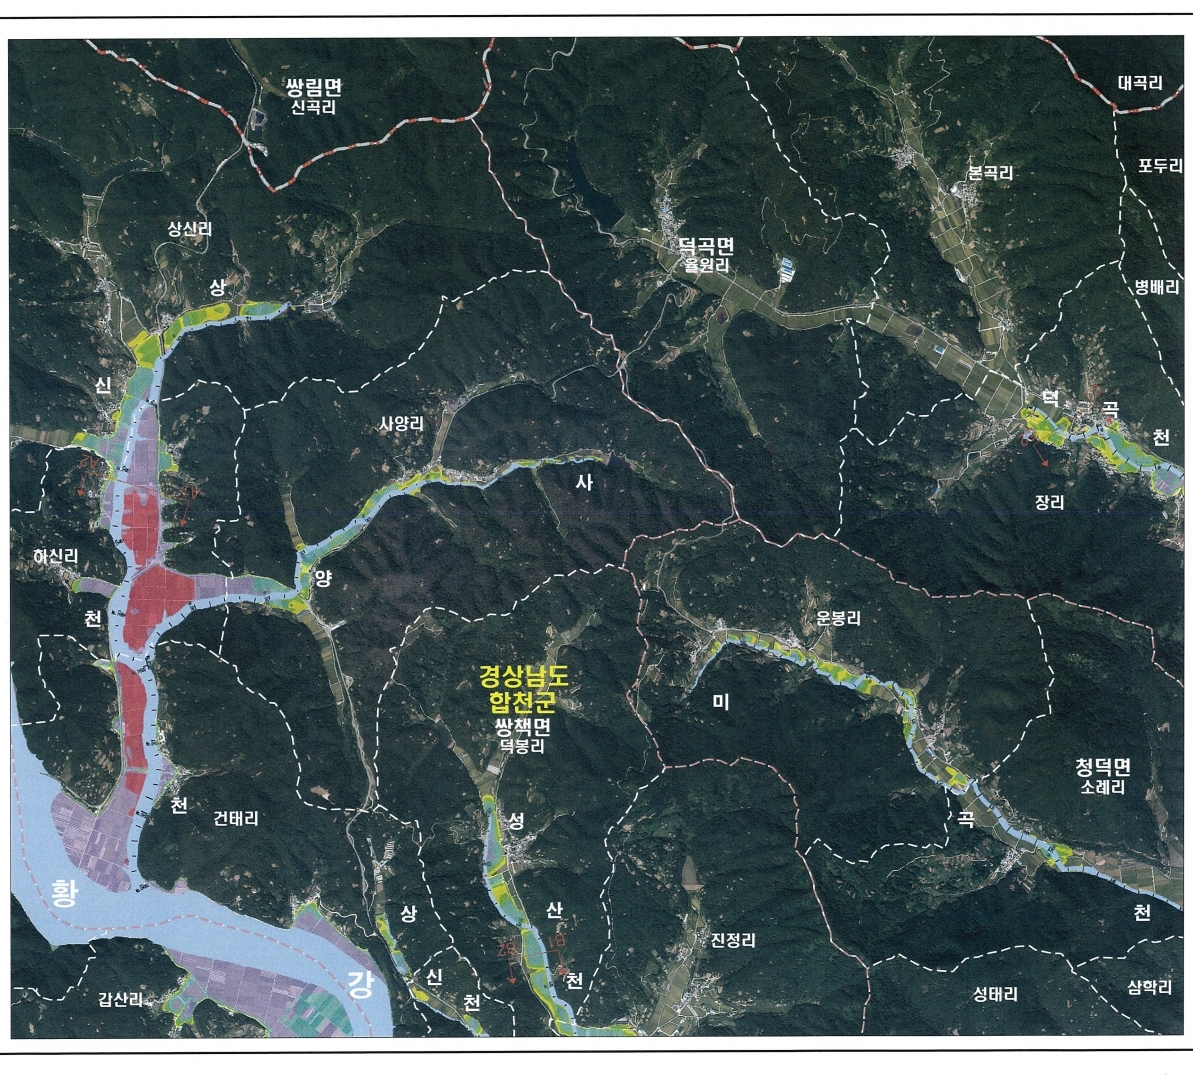 쌍림면
신곡리
대곡리
포두리
본곡리
상신리
덕곡면
율원리
상
병배리
신
사양리
덕
곡
천
사
장리
하신리
양
천
운봉리
경상남도
합천군
쌍책면
덕봉리
미
청덕면
소례리
천
건태리
성
곡
황
상
산
천
진정리
강
신
천
천
갑산리
성태리
삼학리
A2
A1
B2
B1